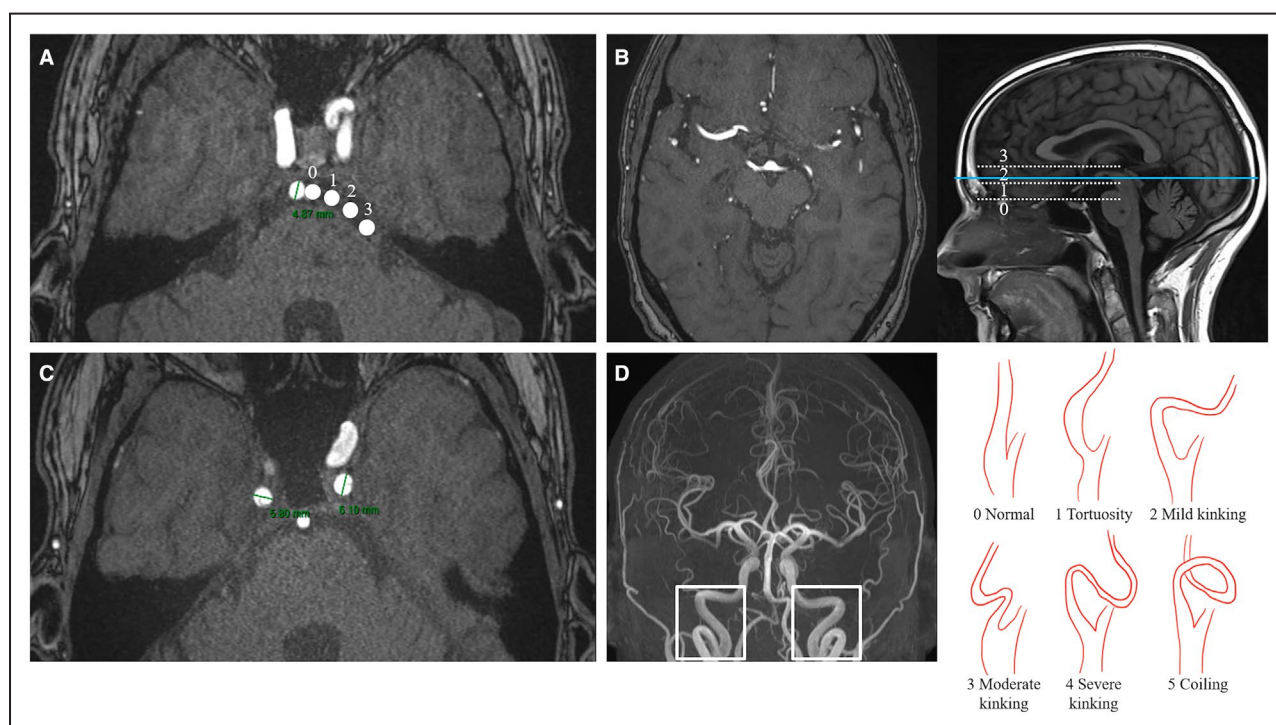 A
0
1
2
3
4.87 mm
B
3
2
1
0
C
5.80 mm
6.10 mm
D
0 Normal
1 Tortuosity
2 Mild kinking
3 Moderate
kinking
4 Severe
kinking
5 Coiling